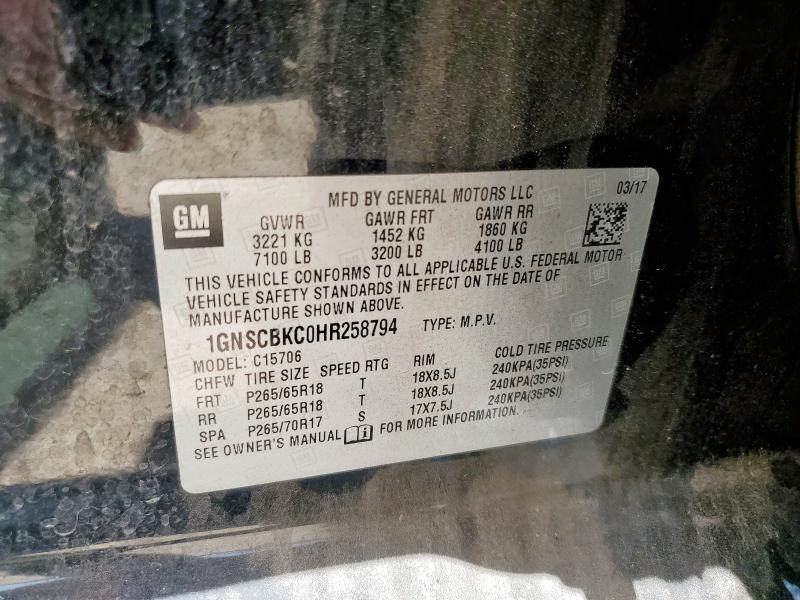 GM
MFD BY GENERAL MOTORS LLC 03/17
GVWR GAWR FRT GAWR RR
3221 KG 1452 KG 1860 KG
7100 LB 3200 LB 4100 LB
THIS VEHICLE CONFORMS TO ALL APPLICABLE U.S. FEDERAL MOTOR
VEHICLE SAFETY STANDARDS IN EFFECT ON THE DATE OF
MANUFACTURE SHOWN ABOVE.
1GNSCBKC0HR258794 TYPE: M.P.V.
MODEL: C15706
CHFW TIRE SIZE SPEED RTG RIM COLD TIRE PRESSURE
FRT P265/65R18 T 18X8.5J 240KPA(35PSI)
RR P265/65R18 T 18X8.5J 240KPA(35PSI)
SPA P265/70R17 S 17X7.5J 240KPA(35PSI)
SEE OWNER'S MANUAL FOR MORE INFORMATION.